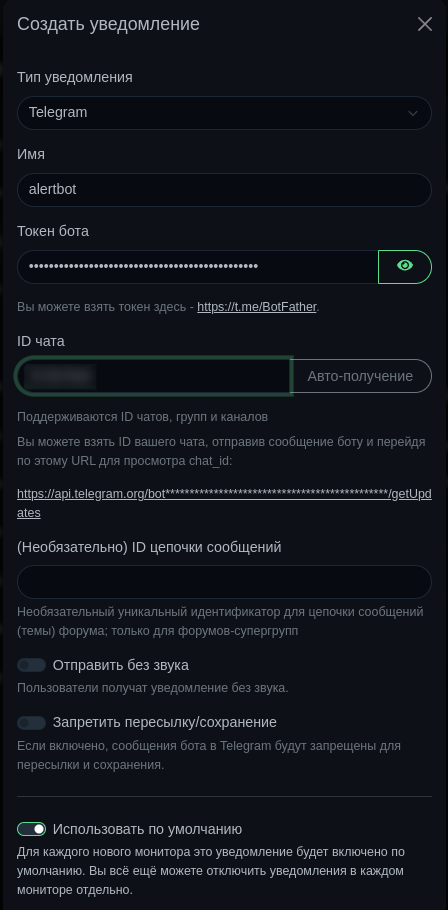 Создать уведомление
Тип уведомления
Telegram
Имя
alertbot
Токен бота
••••••••••••••••••••••••••••••••••••••••••••••
Вы можете взять токен здесь - https://t.me/BotFather.
ID чата
Авто-получение
Поддерживаются ID чатов, групп и каналов
Вы можете взять ID вашего чата, отправив сообщение боту и перейдя
по этому URL для просмотра chat_id:
https://api.telegram.org/bot**********************************************/getUpd
ates
(Необязательно) ID цепочки сообщений
Необязательный уникальный идентификатор для цепочки сообщений
(темы) форума; только для форумов-супергрупп
Отправить без звука
Пользователи получат уведомление без звука.
Запретить пересылку/сохранение
Если включено, сообщения бота в Telegram будут запрещены для
пересылки и сохранения.
Использовать по умолчанию
Для каждого нового монитора это уведомление будет включено по
умолчанию. Вы всё ещё можете отключить уведомления в каждом
мониторе отдельно.